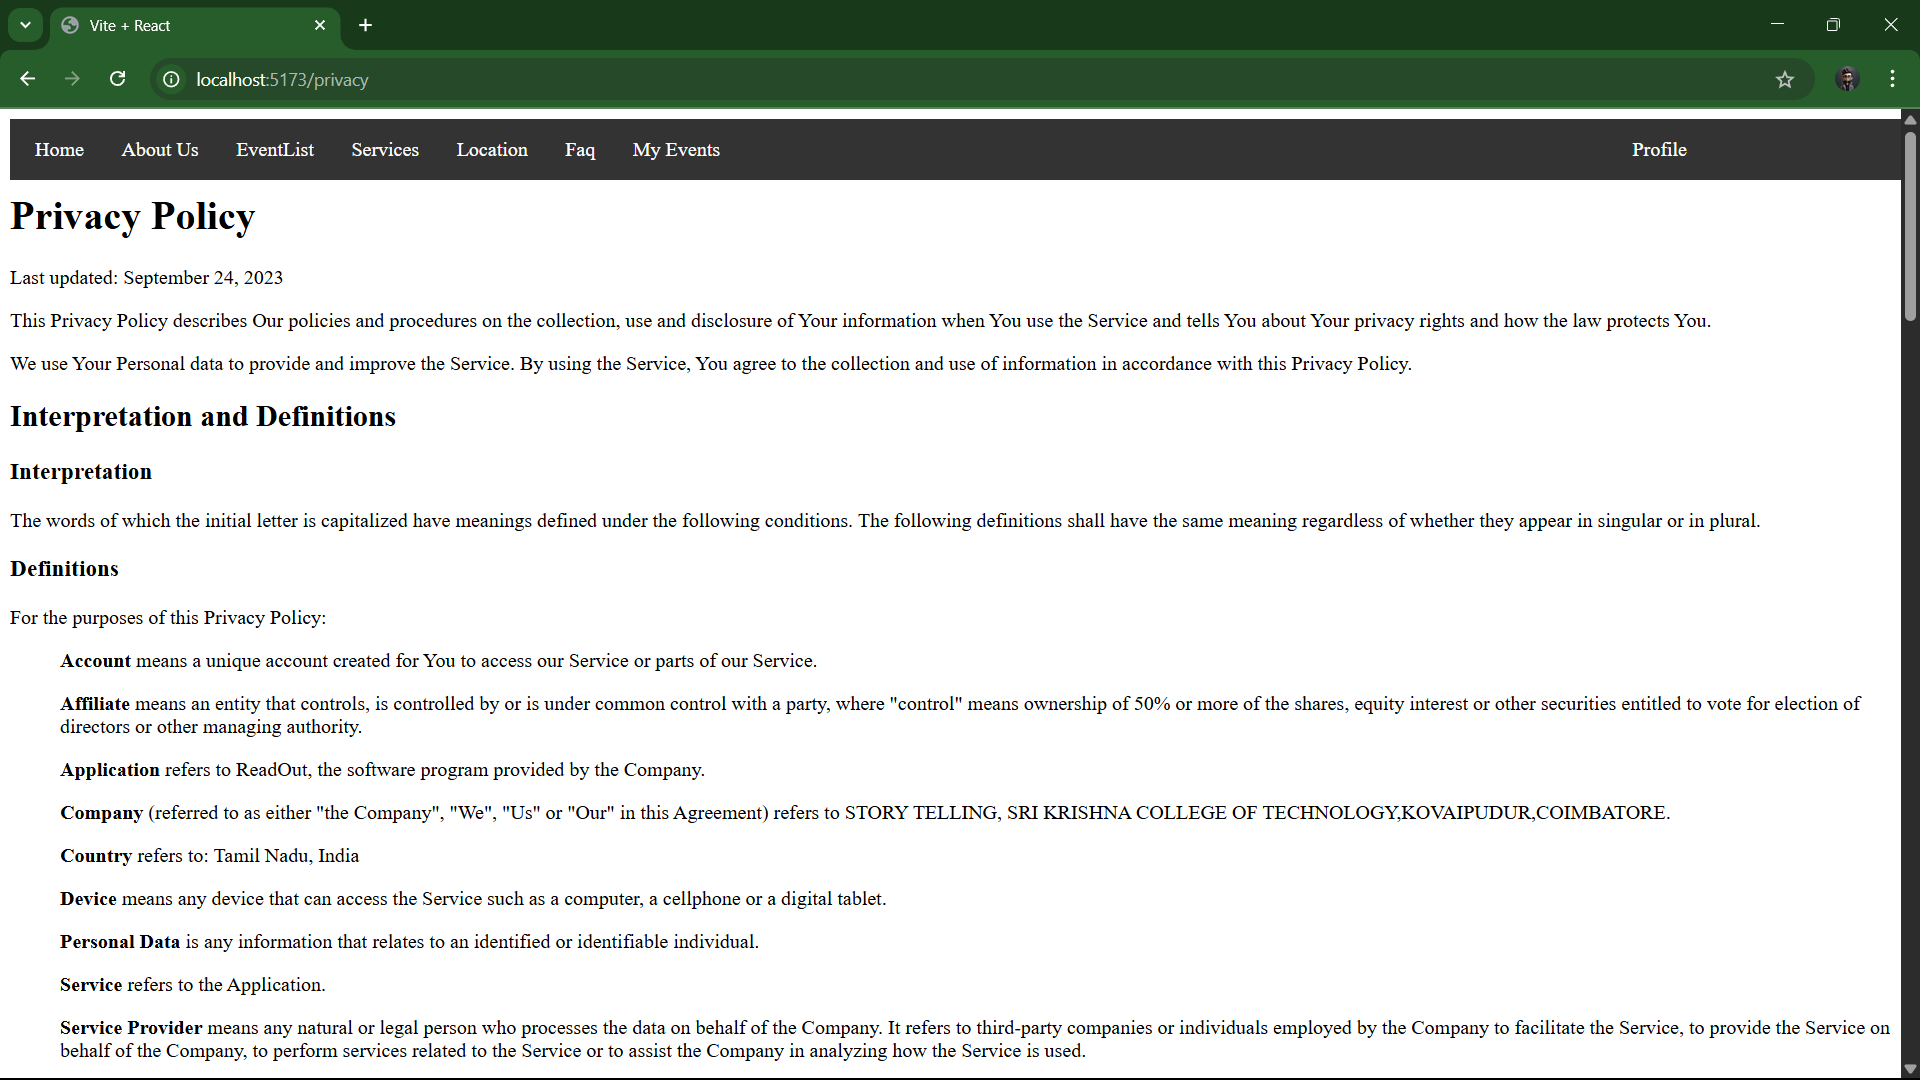 Vite + React
localhost:5173/privacy
Home About Us EventList Services Location Faq My Events Profile
Privacy Policy
Last updated: September 24, 2023
This Privacy Policy describes Our policies and procedures on the collection, use and disclosure of Your information when You use the Service and tells You about Your privacy rights and how the law protects You.
We use Your Personal data to provide and improve the Service. By using the Service, You agree to the collection and use of information in accordance with this Privacy Policy.
Interpretation and Definitions
Interpretation
The words of which the initial letter is capitalized have meanings defined under the following conditions. The following definitions shall have the same meaning regardless of whether they appear in singular or in plural.
Definitions
For the purposes of this Privacy Policy:
Account means a unique account created for You to access our Service or parts of our Service.
Affiliate means an entity that controls, is controlled by or is under common control with a party, where "control" means ownership of 50% or more of the shares, equity interest or other securities entitled to vote for election of
directors or other managing authority.
Application refers to ReadOut, the software program provided by the Company.
Company (referred to as either "the Company", "We", "Us" or "Our" in this Agreement) refers to STORY TELLING, SRI KRISHNA COLLEGE OF TECHNOLOGY,KOVAIPUDUR,COIMBATORE.
Country refers to: Tamil Nadu, India
Device means any device that can access the Service such as a computer, a cellphone or a digital tablet.
Personal Data is any information that relates to an identified or identifiable individual.
Service refers to the Application.
Service Provider means any natural or legal person who processes the data on behalf of the Company. It refers to third-party companies or individuals employed by the Company to facilitate the Service, to provide the Service on
behalf of the Company, to perform services related to the Service or to assist the Company in analyzing how the Service is used.